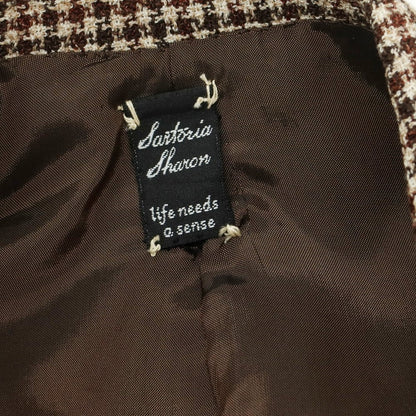 Sartoria
Sharon
life needs
a sense